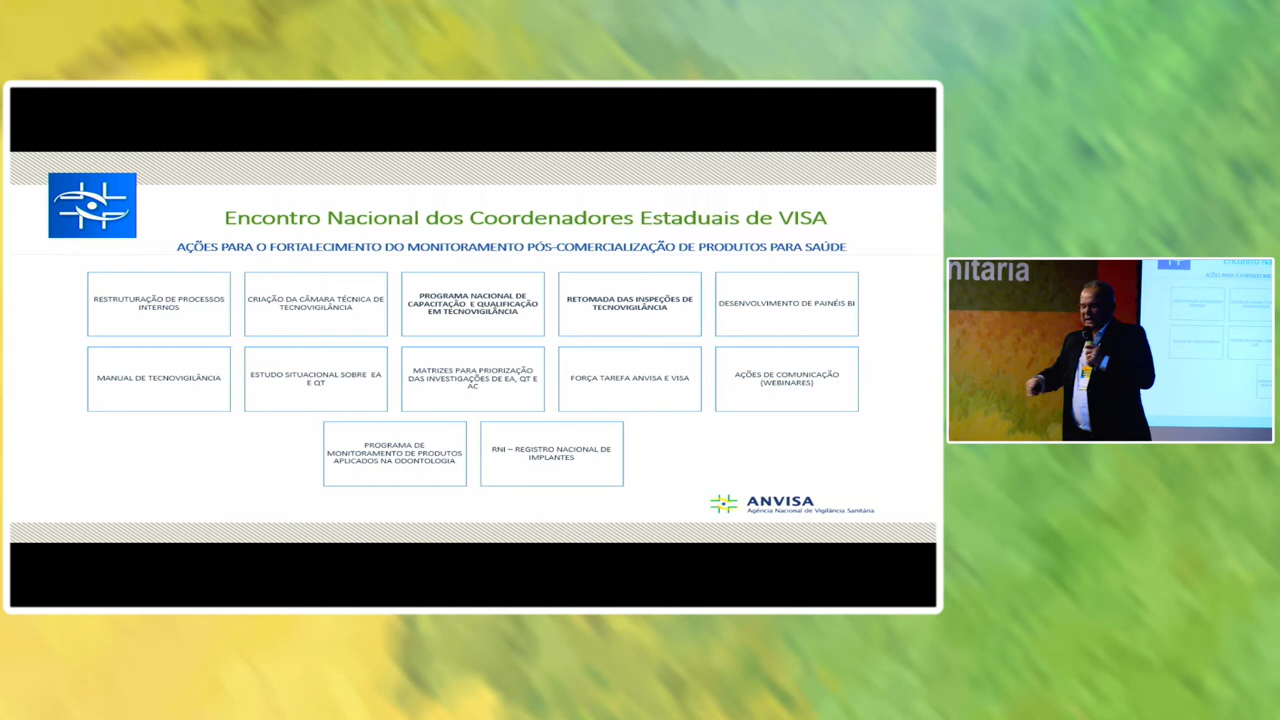 Encontro Nacional dos Coordenadores Estaduais de VISA
AÇÕES PARA O FORTALECIMENTO DO MONITORAMENTO PÓS-COMERCIALIZAÇÃO DE PRODUTOS PARA SAÚDE
RESTRUTURAÇÃO DE PROCESSOS
INTERNOS
CRIAÇÃO DA CÂMARA TÉCNICA DE
TECNOVIGILÂNCIA
PROGRAMA NACIONAL DE
CAPACITAÇÃO E QUALIFICAÇÃO
EM TECNOVIGILÂNCIA
RETOMADA DAS INSPEÇÕES DE
TECNOVIGILÂNCIA
DESENVOLVIMENTO DE PAINÉIS BI
MANUAL DE TECNOVIGILÂNCIA
ESTUDO SITUACIONAL SOBRE EA
E QT
MATRIZES PARA PRIORIZAÇÃO
DAS INVESTIGAÇÕES DE EA, QT E
AC
FORÇA TAREFA ANVISA E VISA
AÇÕES DE COMUNICAÇÃO
(WEBINARES)
PROGRAMA DE
MONITORAMENTO DE PRODUTOS
APLICADOS NA ODONTOLOGIA
RNI – REGISTRO NACIONAL DE
IMPLANTES
ANVISA
Agência Nacional de Vigilância Sanitária
nitária